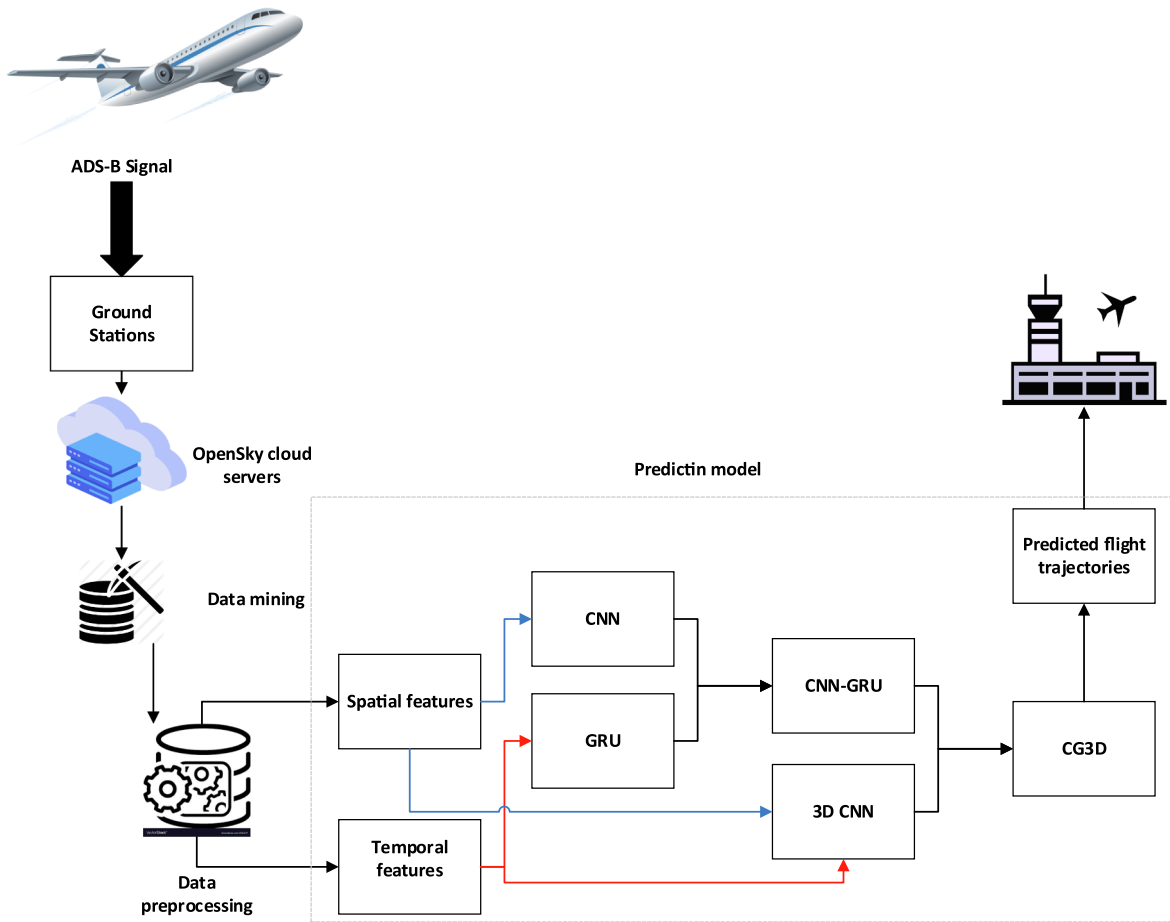 ADS-B Signal
Ground
Stations
OpenSky cloud
servers
Predictin model
Data mining
Predicted flight
trajectories
CNN
Spatial features
CNN-GRU
GRU
CG3D
3D CNN
Temporal
features
Data
preprocessing